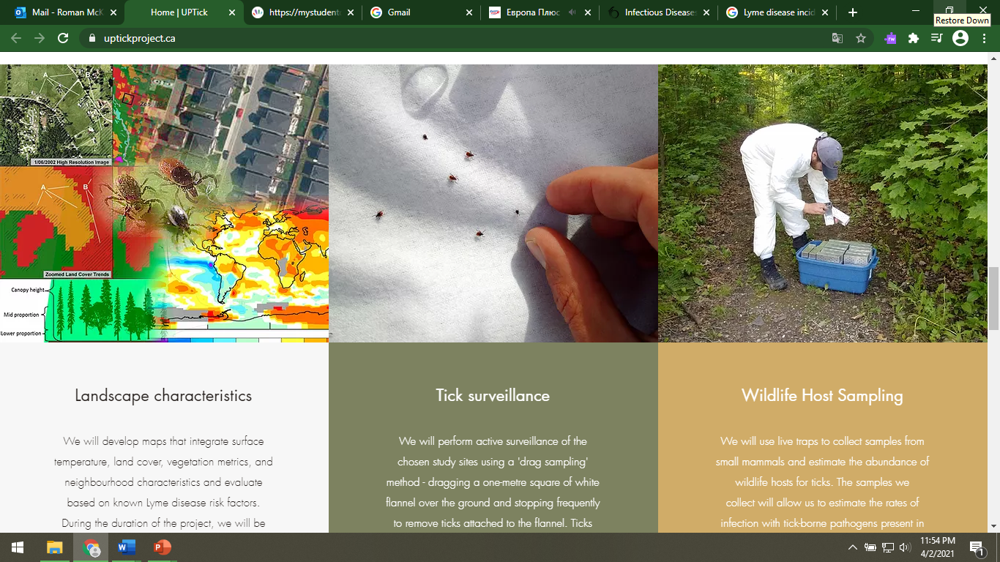 Mail - Roman McK
Home | UPTick
https://mystudent
Gmail
Европа Плюс
Infectious Disease
Lyme disease incid
Restore Down
uptickproject.ca
rw
A
B
1/06/2002 High Resolution Image
A
B
Zoomed Land Cover Trends
Canopy height
Mid proportion
Lower proportion
Landscape characteristics
We will develop maps that integrate surface
temperature, land cover, vegetation metrics, and
neighbourhood characteristics and evaluate
based on known Lyme disease risk factors.
During the duration of the project, we will be
Tick surveillance
We will perform active surveillance of the
chosen study sites using a 'drag sampling'
method - dragging a one-metre square of white
flannel over the ground and stopping frequently
to remove ticks attached to the flannel. Ticks
Wildlife Host Sampling
We will use live traps to collect samples from
small mammals and estimate the abundance of
wildlife hosts for ticks. The samples we
collect will allow us to estimate the rates of
infection with tick-borne pathogens present in
11:54 PM
4/2/2021
1